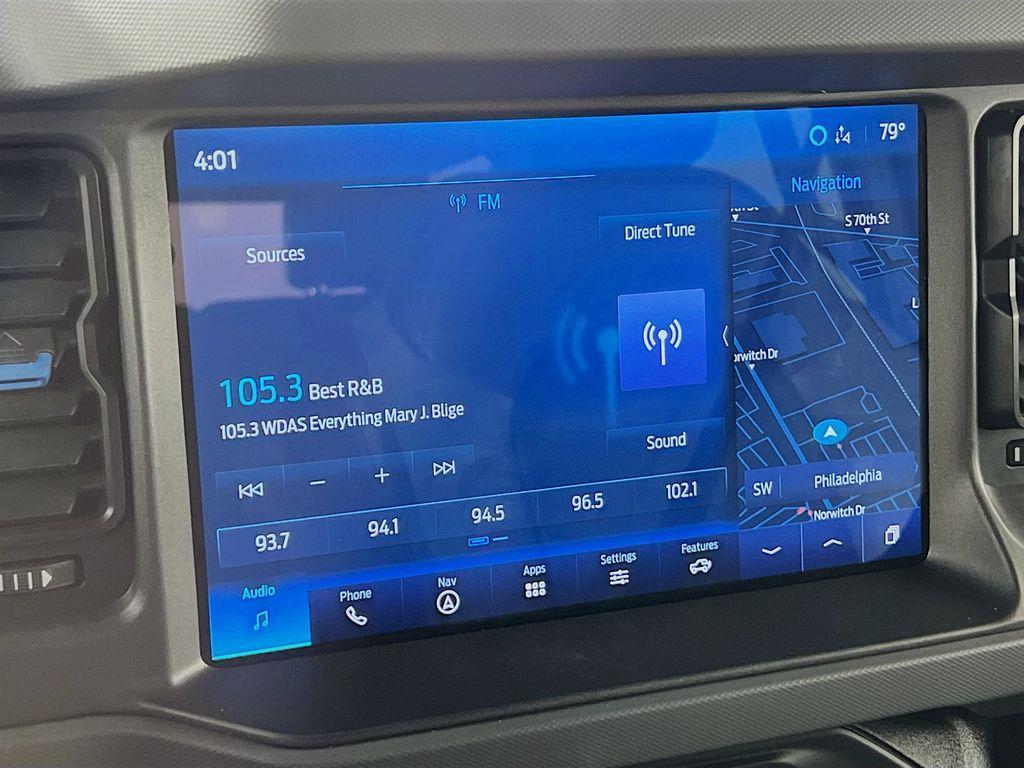 4:01
79°
FM
Navigation
Sources
Direct Tune
S 70th St
105.3 Best R&B
105.3 WDAS Everything Mary J. Blige
Sound
SW
Philadelphia
Norwitch Dr
93.7
94.1
94.5
96.5
102.1
Audio
Phone
Nav
Apps
Settings
Features